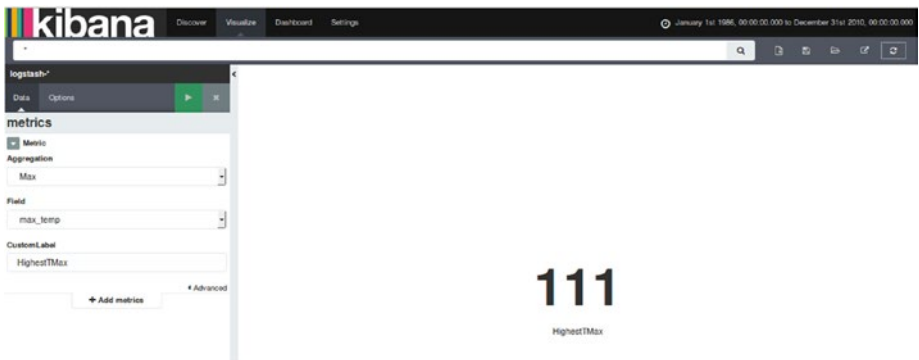 kibana
Discover Visualize Dashboard Settings
January 1st 1986, 00:00:00.000 to December 31st 2010, 00:00:00.000
*
logstash-*
Data Options
metrics
Metric
Aggregation
Max
Field
max_temp
CustomLabel
HighestTMax
Advanced
+ Add metrics
111
HighestTMax